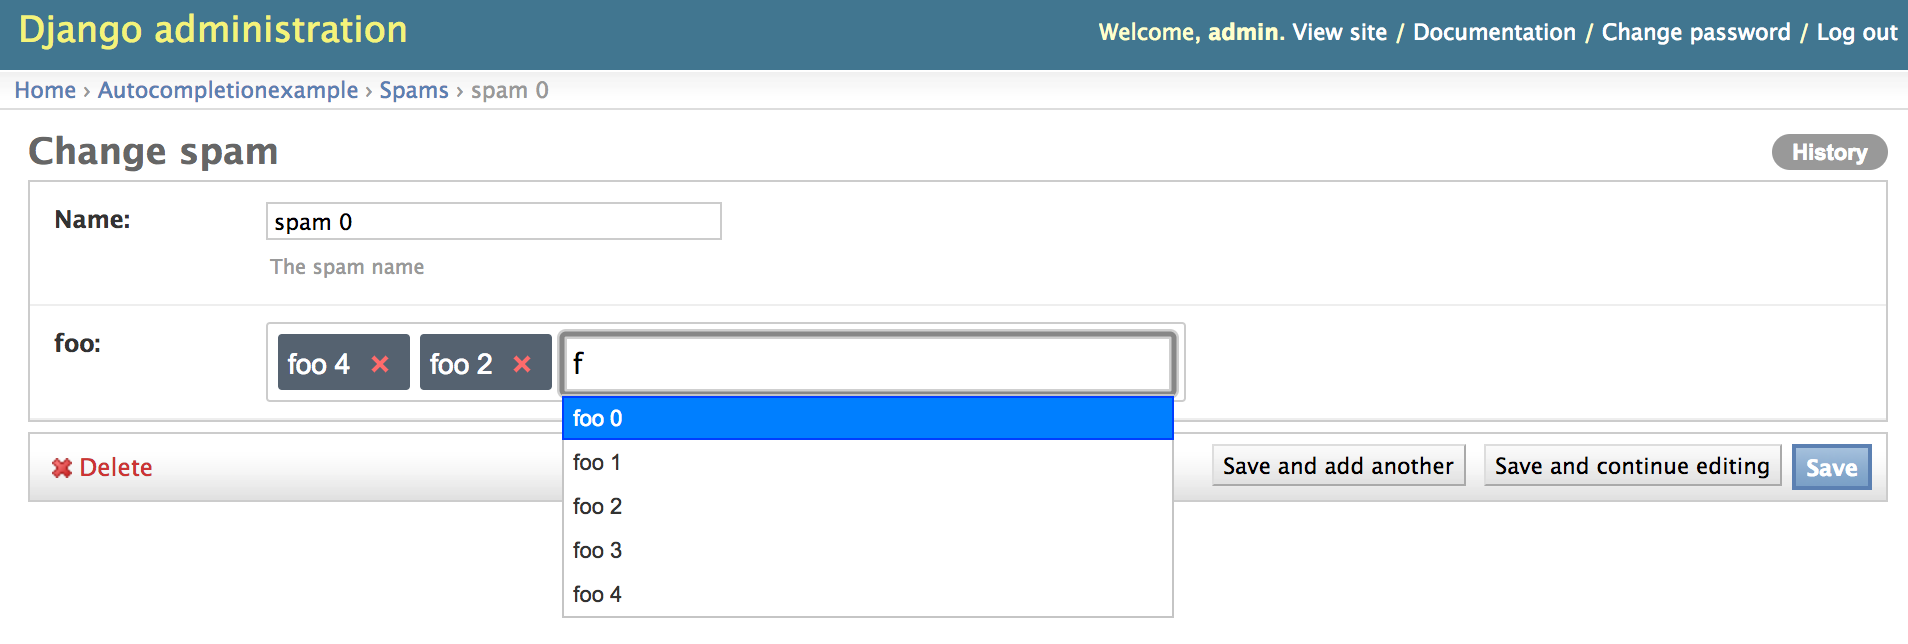 Django administration
Welcome, admin. View site / Documentation / Change password / Log out
Home › Autocompletionexample › Spams › spam 0
Change spam
History
Name:
spam 0
The spam name
foo:
foo 4
foo 2
f
foo 0
foo 1
foo 2
foo 3
foo 4
Delete
Save and add another
Save and continue editing
Save